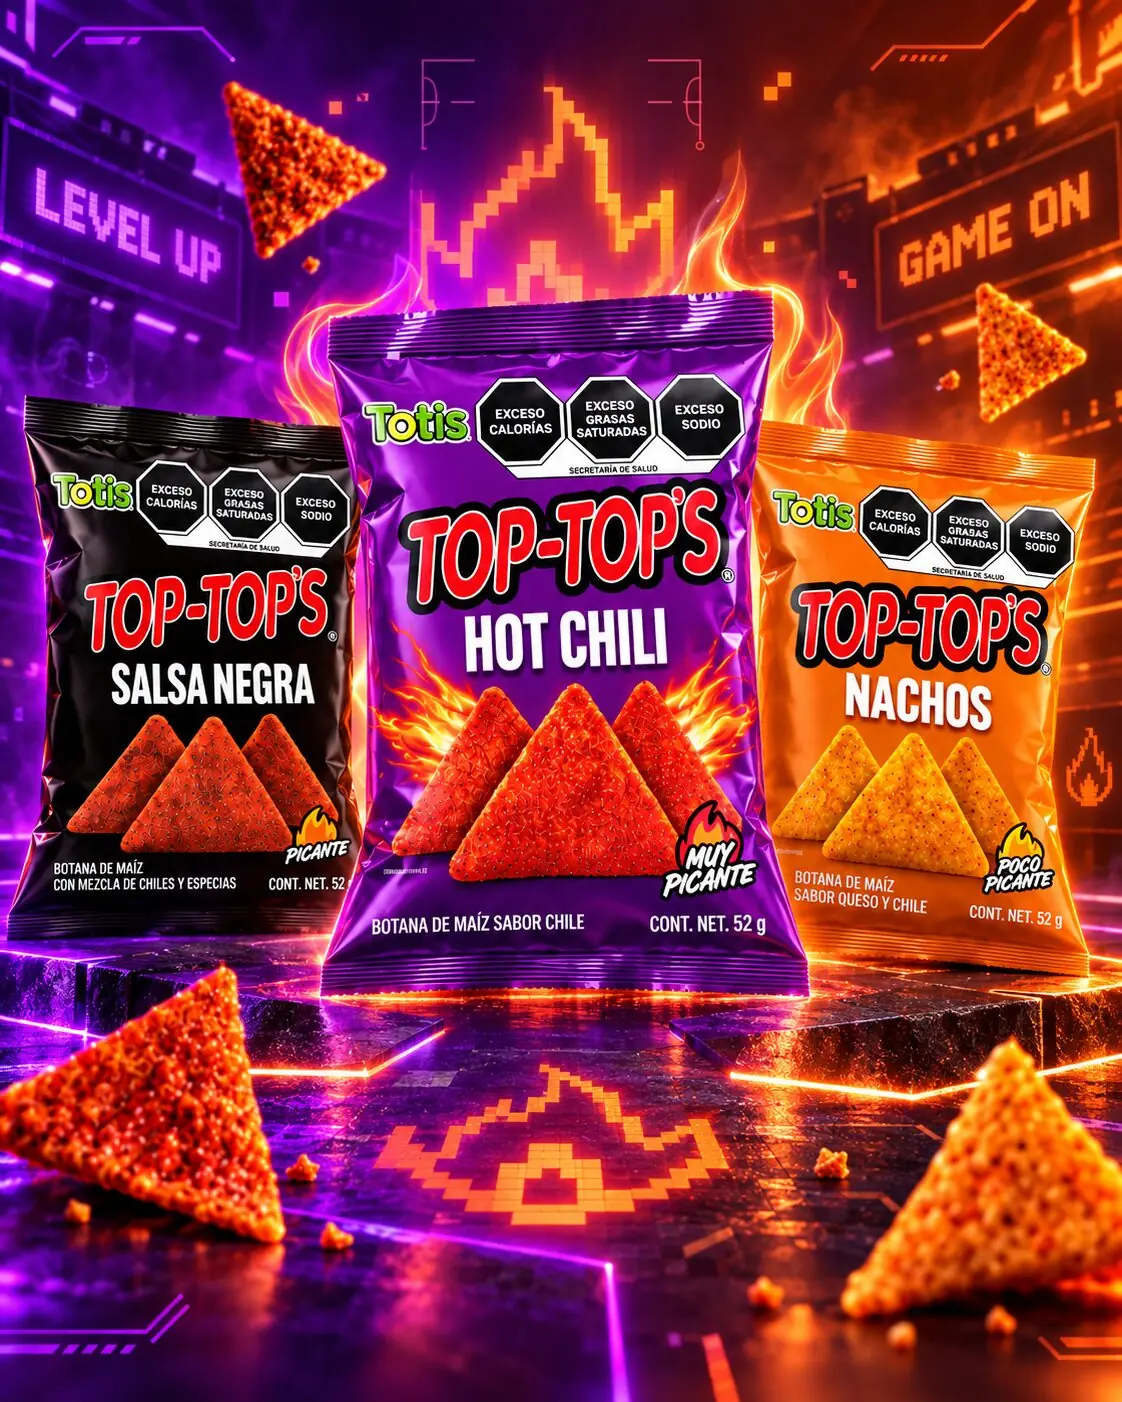 LEVEL UP
GAME ON
Totis
EXCESO
CALORÍAS
EXCESO
GRASAS
SATURADAS
EXCESO
SODIO
SECRETARÍA DE SALUD
TOP-TOP'S®
SALSA NEGRA
PICANTE
BOTANA DE MAÍZ
CON MEZCLA DE CHILES Y ESPECIAS
CONT. NET. 52
Totis
EXCESO
CALORÍAS
EXCESO
GRASAS
SATURADAS
EXCESO
SODIO
SECRETARÍA DE SALUD
TOP-TOP'S®
HOT CHILI
MUY
PICANTE
BOTANA DE MAÍZ SABOR CHILE
CONT. NET. 52 g
Totis
EXCESO
CALORÍAS
EXCESO
GRASAS
SATURADAS
EXCESO
SODIO
SECRETARÍA DE SALUD
TOP-TOP'S®
NACHOS
POCO
PICANTE
BOTANA DE MAÍZ
SABOR QUESO Y CHILE
CONT. NET. 52 g